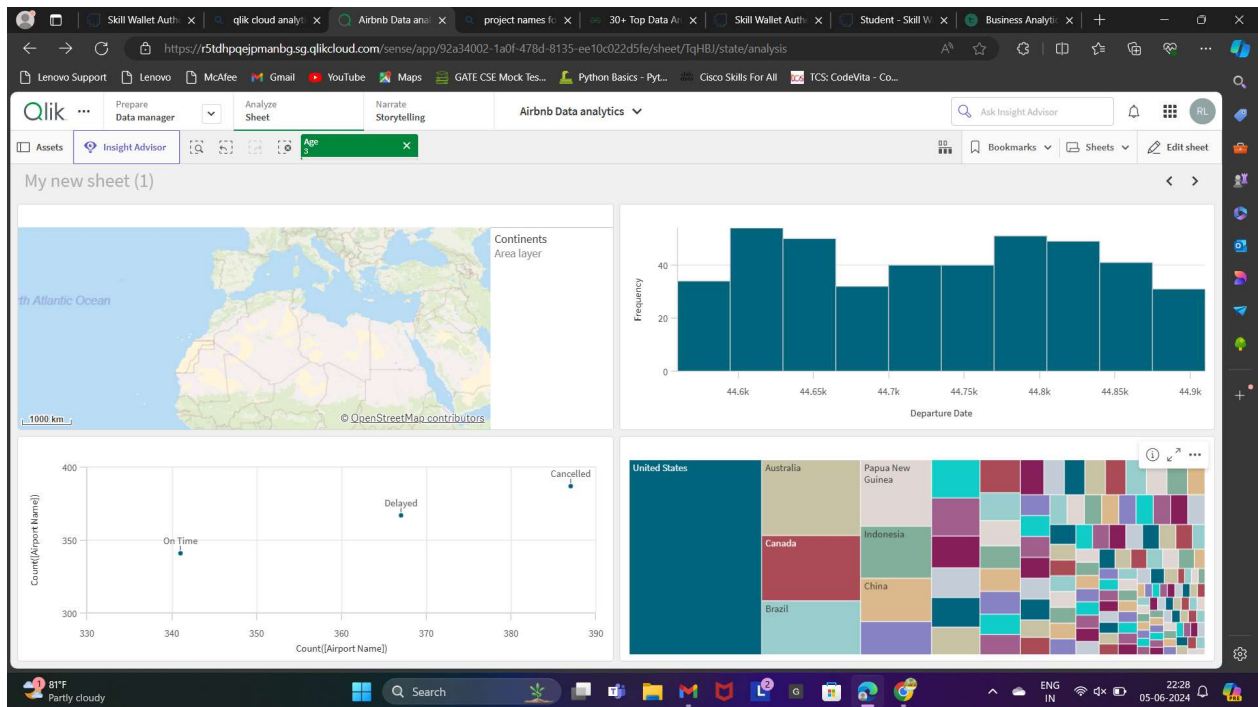 Skill Wallet Auth
qlik cloud analyt
Airbnb Data anal
project names fo
30+ Top Data An
Skill Wallet Auth
Student - Skill W
Business Analytic
https://r5tdhpqejpmanbg.sg.qlikcloud.com/sense/app/92a34002-1a0f-478d-8135-ee10c022d5fe/sheet/TqHBJ/state/analysis
Lenovo Support Lenovo McAfee Gmail YouTube Maps GATE CSE Mock Tes... Python Basics - Pyt... Cisco Skills For All TCS: CodeVita - Co...
Qlik
Prepare
Data manager
Analyze
Sheet
Narrate
Storytelling
Airbnb Data analytics
Ask Insight Advisor
RL
Assets
Insight Advisor
Age
3
Bookmarks
Sheets
Edit sheet
My new sheet (1)
th Atlantic Ocean
1000 km
© OpenStreetMap contributors
Continents
Area layer
Frequency
40
20
0
44.6k 44.65k 44.7k 44.75k 44.8k 44.85k 44.9k
Departure Date
Count([Airport Name])
400
350
300
Cancelled
Delayed
On Time
330 340 350 360 370 380 390
Count([Airport Name])
United States
Australia
Papua New
Guinea
Canada
Indonesia
China
Brazil
1
81°F
Partly cloudy
Search
L
2
G
ENG
IN
22:28
05-06-2024
PRE